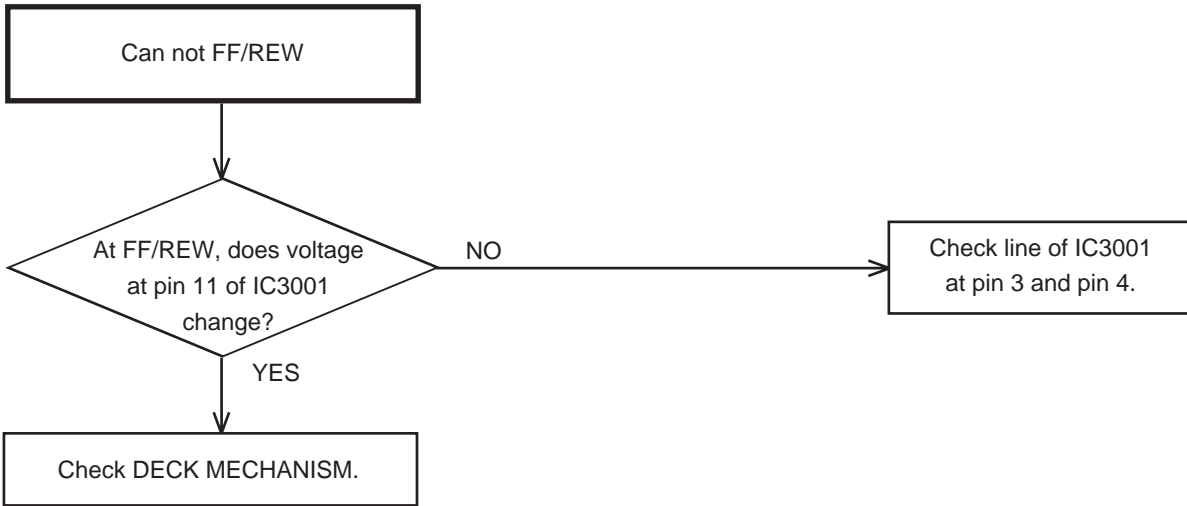 Can not FF/REW
At FF/REW, does voltage
at pin 11 of IC3001
change?
NO
Check line of IC3001
at pin 3 and pin 4.
YES
Check DECK MECHANISM.